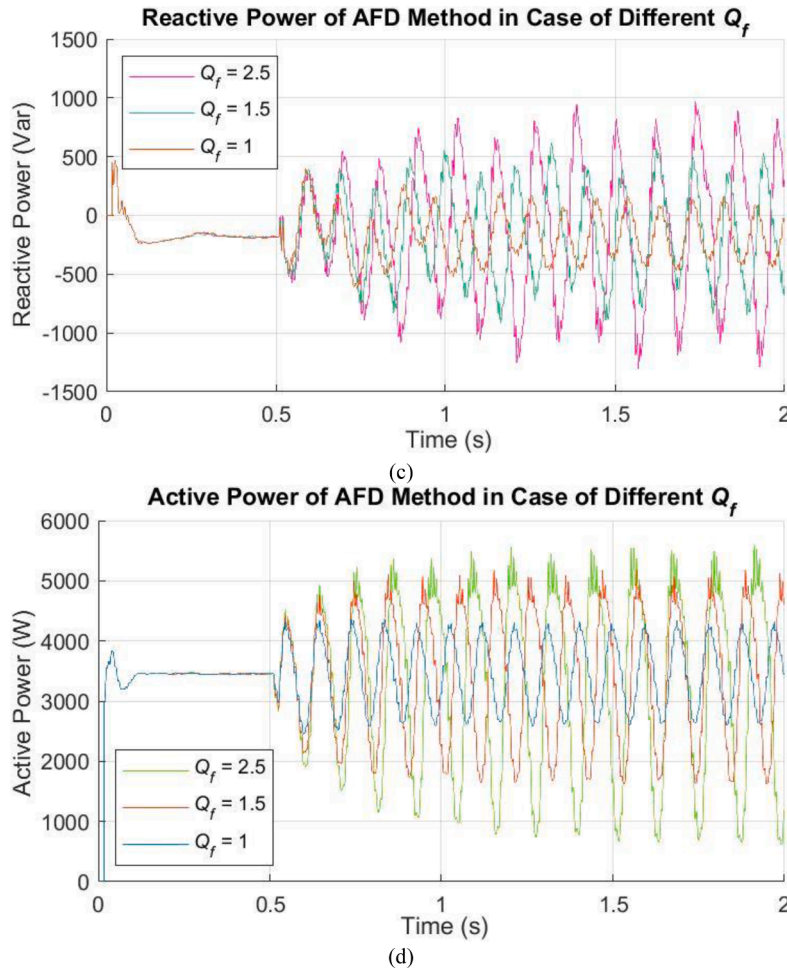 Reactive Power of AFD Method in Case of Different Q_f
1500
1000
500
0
-500
-1000
-1500
Reactive Power (Var)
Q_f = 2.5
Q_f = 1.5
Q_f = 1
0 0.5 1 1.5 2
Time (s)
(c)
Active Power of AFD Method in Case of Different Q_f
6000
5000
4000
3000
2000
1000
0
Active Power (W)
Q_f = 2.5
Q_f = 1.5
Q_f = 1
0 0.5 1 1.5 2
Time (s)
(d)